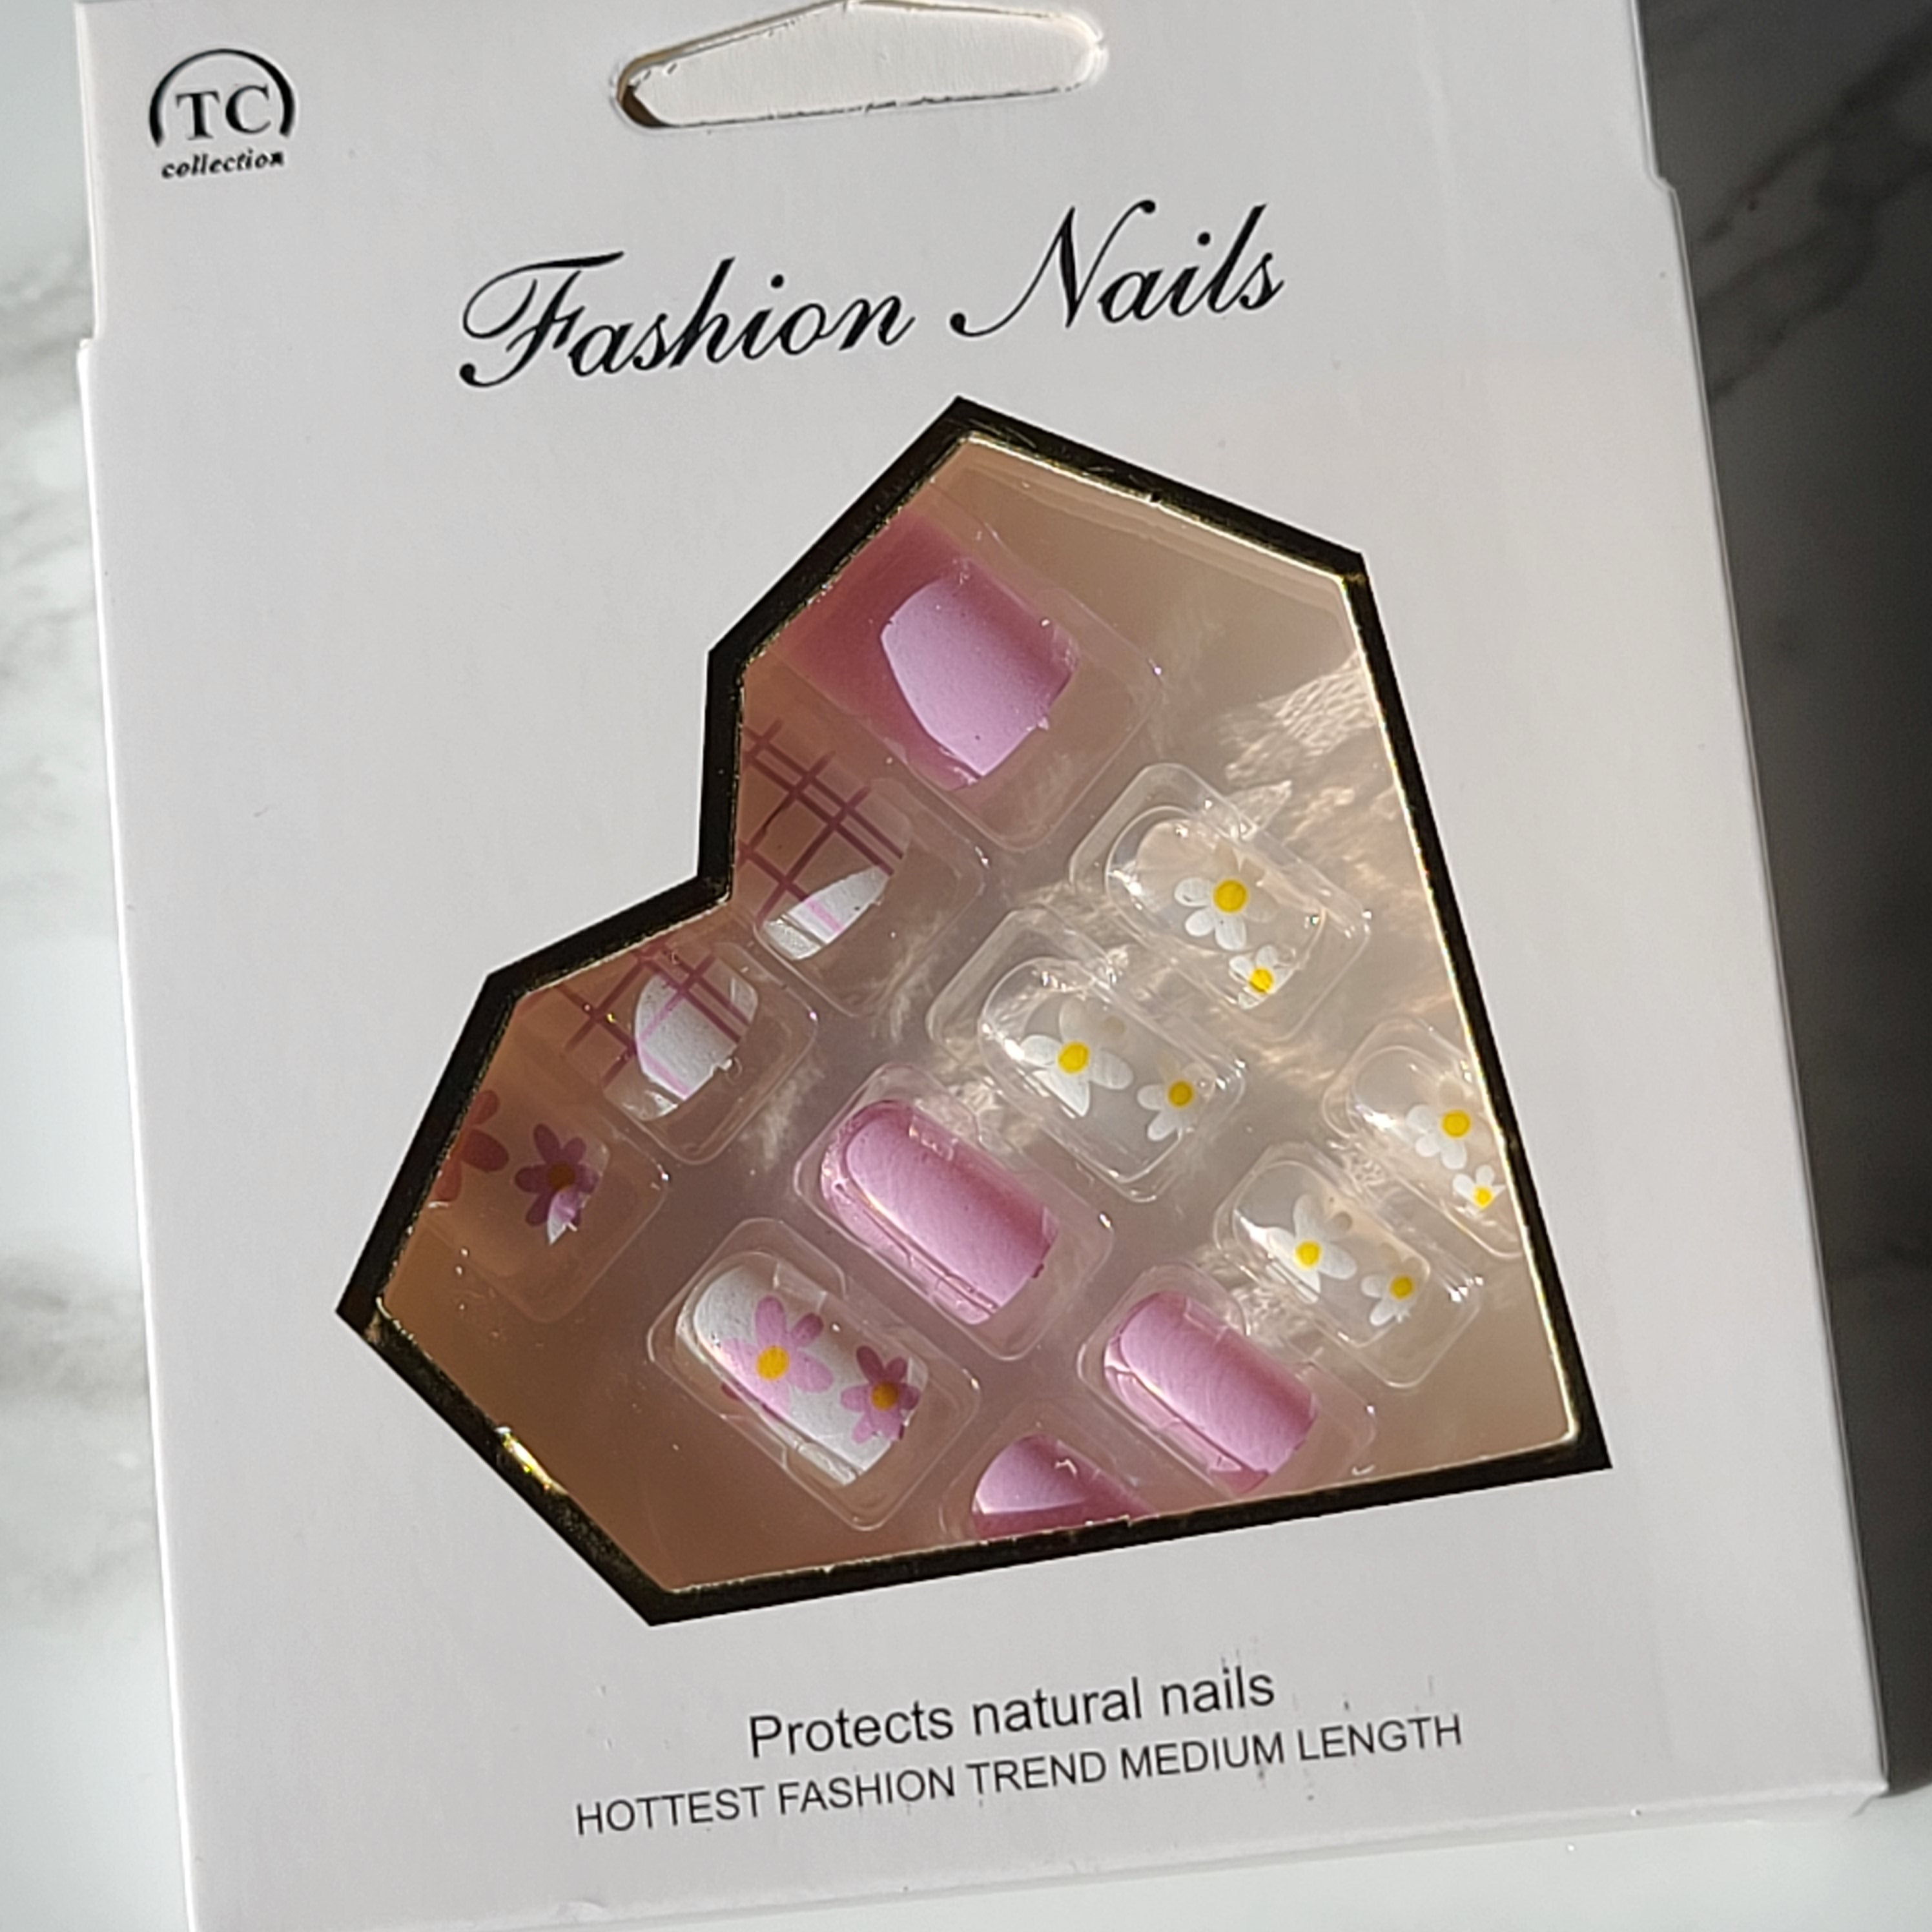 TC
collection
Fashion Nails
Protects natural nails
HOTTEST FASHION TREND MEDIUM LENGTH